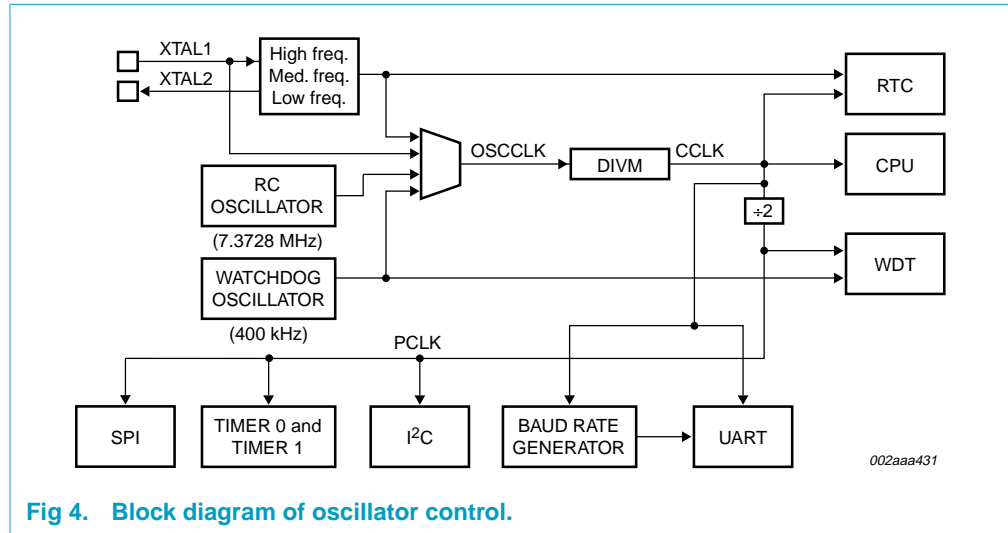 XTAL1
XTAL2
High freq.
Med. freq.
Low freq.
RTC
OSCCLK
DIVM
CCLK
CPU
RC
OSCILLATOR
(7.3728 MHz)
÷2
WDT
WATCHDOG
OSCILLATOR
(400 kHz)
PCLK
SPI
TIMER 0 and
TIMER 1
I²C
BAUD RATE
GENERATOR
UART
002aaa431
Fig 4. Block diagram of oscillator control.